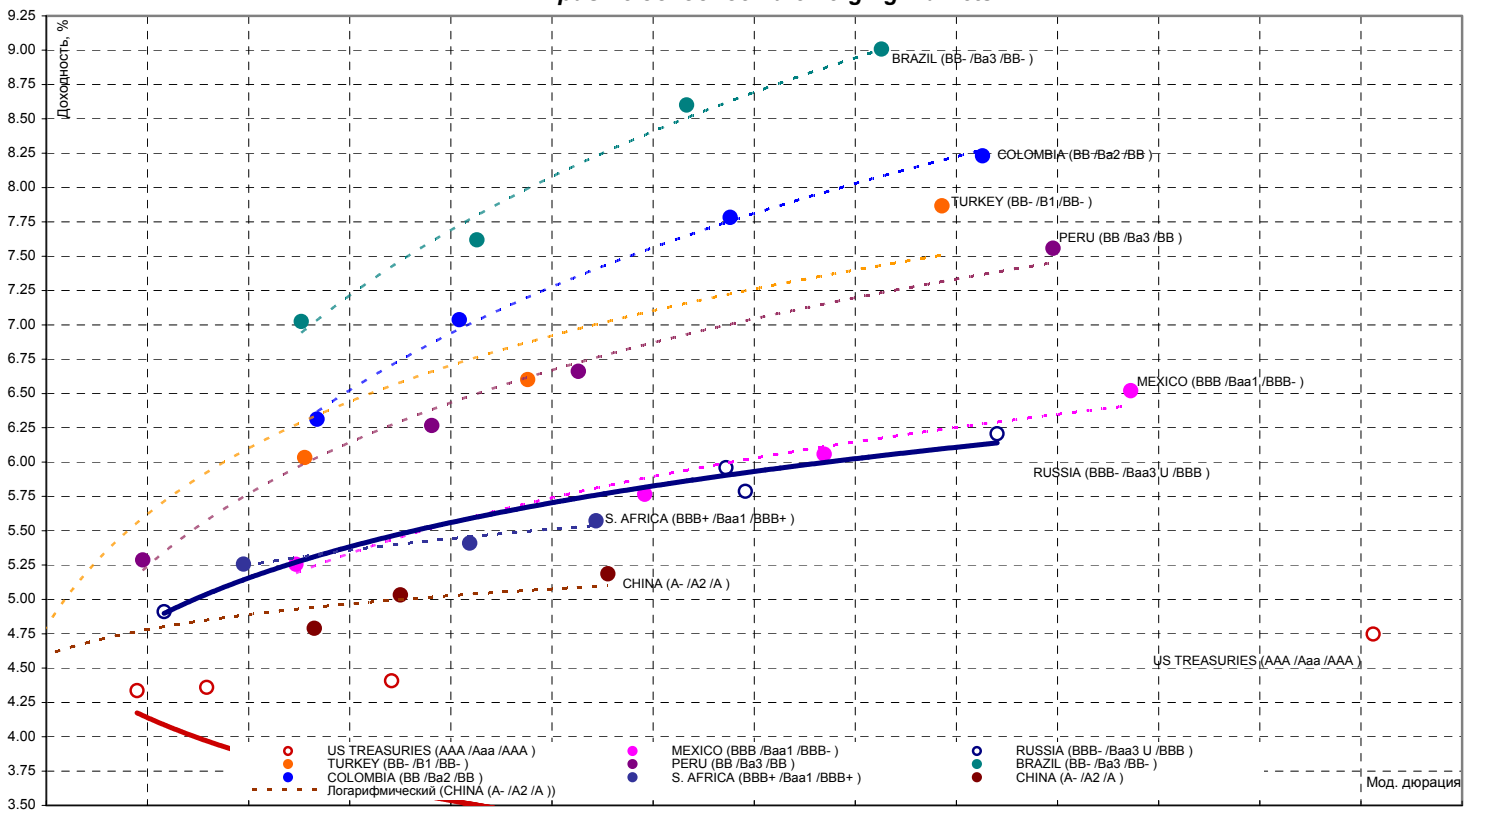 9.25
9.00
8.75
8.50
8.25
8.00
7.75
7.50
7.25
7.00
6.75
6.50
6.25
6.00
5.75
5.50
5.25
5.00
4.75
4.50
4.25
4.00
3.75
3.50
Доходность, %
BRAZIL (BB- /Ba3 /BB- )
COLOMBIA (BB /Ba2 /BB )
TURKEY (BB- /B1 /BB- )
PERU (BB /Ba3 /BB )
MEXICO (BBB /Baa1 /BBB- )
RUSSIA (BBB- /Baa3 U /BBB )
S. AFRICA (BBB+ /Baa1 /BBB+ )
CHINA (A- /A2 /A )
US TREASURIES (AAA /Aaa /AAA )
US TREASURIES (AAA /Aaa /AAA ) MEXICO (BBB /Baa1 /BBB- ) RUSSIA (BBB- /Baa3 U /BBB )
TURKEY (BB- /B1 /BB- ) PERU (BB /Ba3 /BB ) BRAZIL (BB- /Ba3 /BB- )
COLOMBIA (BB /Ba2 /BB ) S. AFRICA (BBB+ /Baa1 /BBB+ ) CHINA (A- /A2 /A )
Логарифмический (CHINA (A- /A2 /A ))
Мод. дюрация